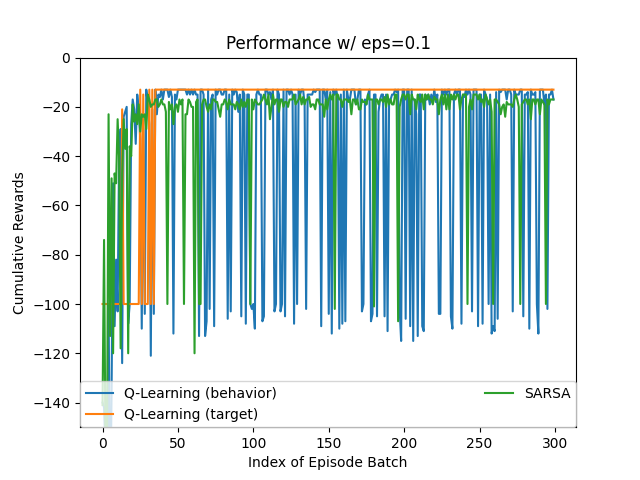 Performance w/ eps=0.1
0
−20
−40
−60
−80
−100
−120
−140
Cumulative Rewards
Q-Learning (behavior)
Q-Learning (target)
SARSA
0 50 100 150 200 250 300
Index of Episode Batch